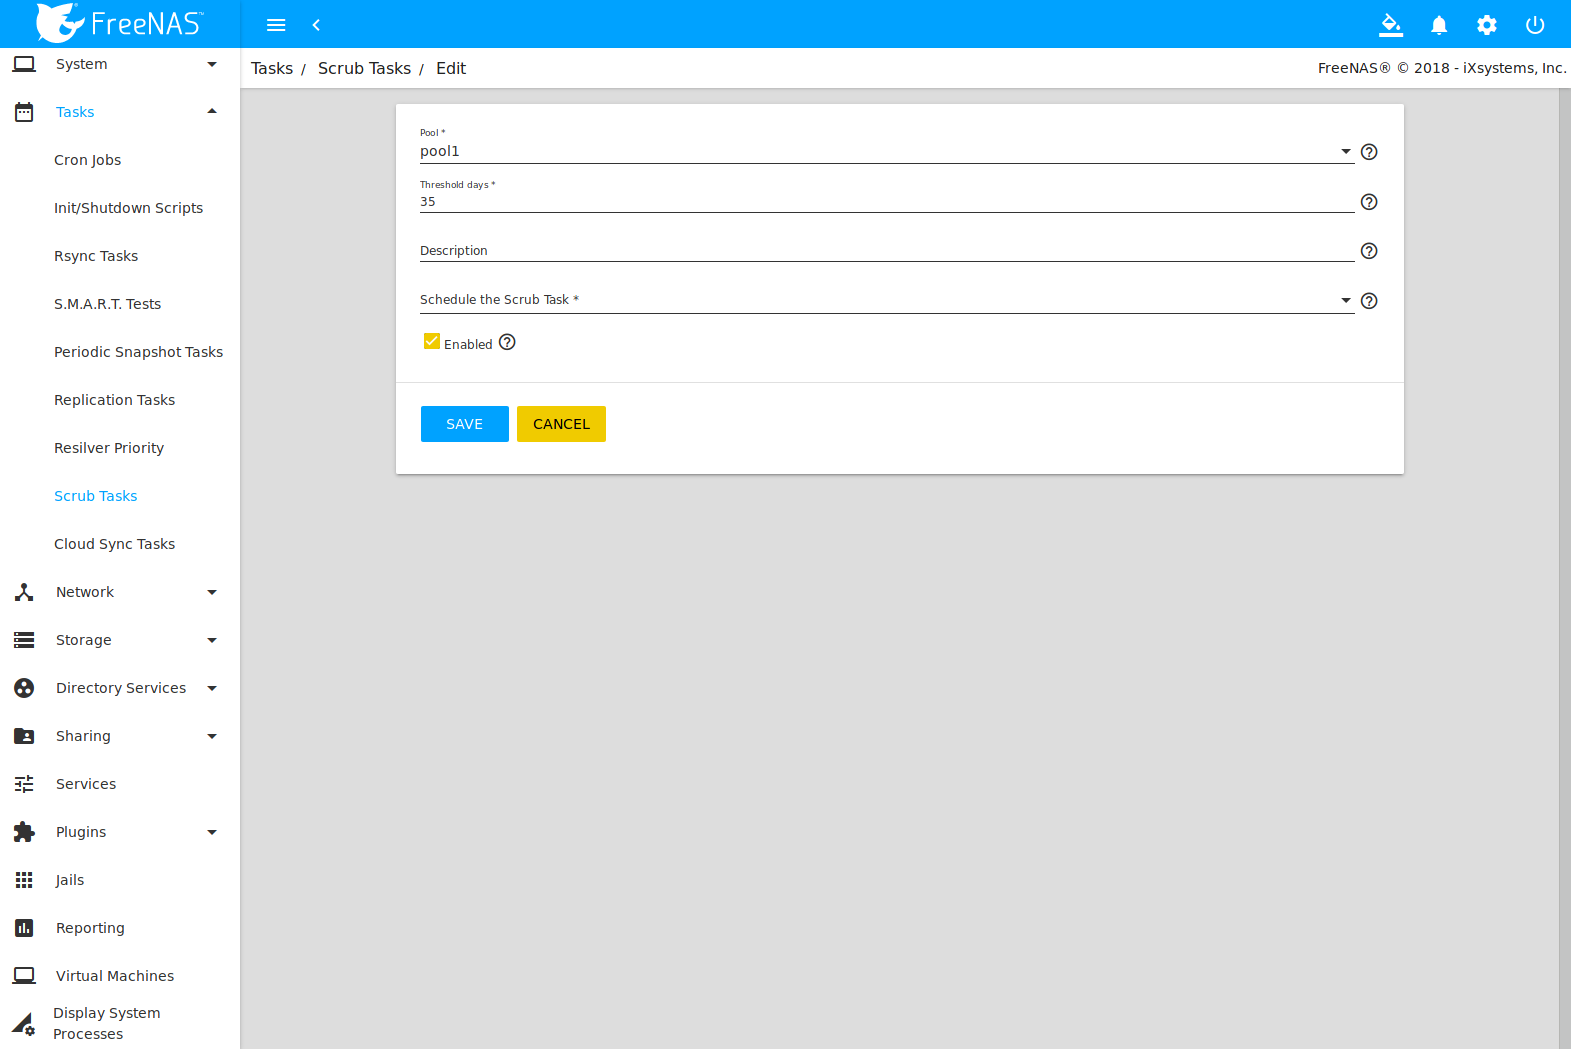 FreeNAS™
System
Tasks
Cron Jobs
Init/Shutdown Scripts
Rsync Tasks
S.M.A.R.T. Tests
Periodic Snapshot Tasks
Replication Tasks
Resilver Priority
Scrub Tasks
Cloud Sync Tasks
Network
Storage
Directory Services
Sharing
Services
Plugins
Jails
Reporting
Virtual Machines
Display System
Processes
Tasks / Scrub Tasks / Edit
FreeNAS® © 2018 - iXsystems, Inc.
Pool *
pool1
Threshold days *
35
Description
Schedule the Scrub Task *
Enabled
SAVE CANCEL